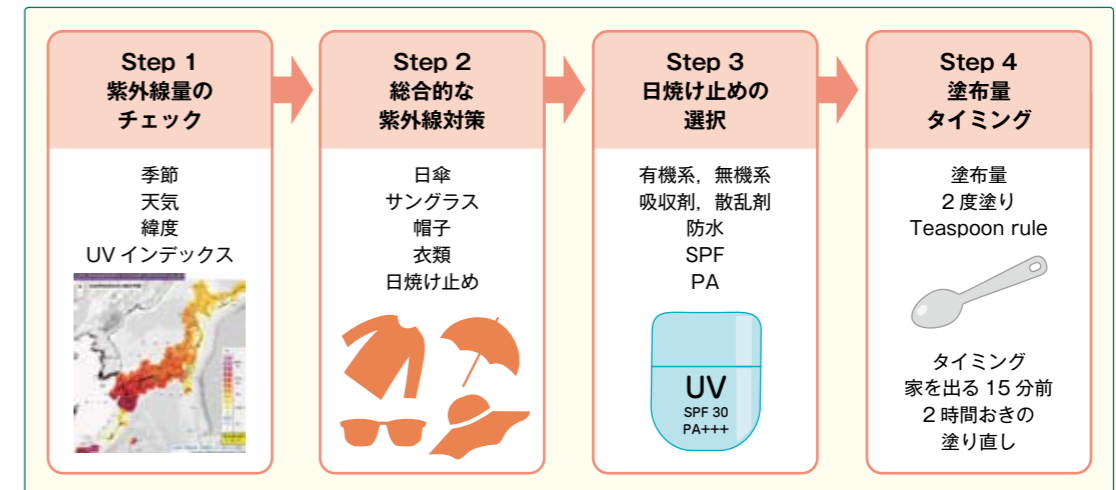 Step 1
紫外線量の
チェック
季節
天気
緯度
UV インデックス
Step 2
総合的な
紫外線対策
日傘
サングラス
帽子
衣類
日焼け止め
Step 3
日焼け止めの
選択
有機系，無機系
吸収剤，散乱剤
防水
SPF
PA
UV
SPF 30
PA+++
Step 4
塗布量
タイミング
塗布量
2 度塗り
Teaspoon rule
タイミング
家を出る 15 分前
2 時間おきの
塗り直し